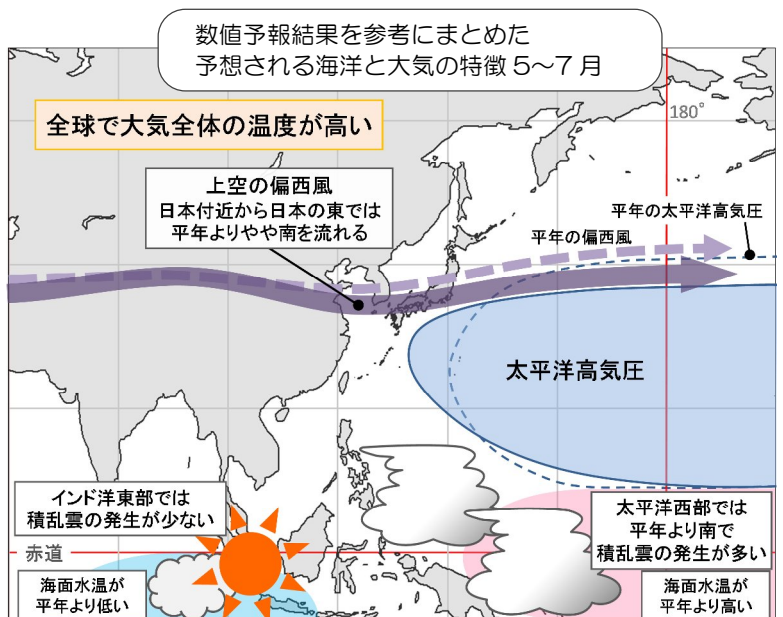 数値予報結果を参考にまとめた
予想される海洋と大気の特徴5~7月
全球で大気全体の温度が高い
180°
上空の偏西風
日本付近から日本の東では
平年よりやや南を流れる
平年の太平洋高気圧
平年の偏西風
太平洋高気圧
インド洋東部では
積乱雲の発生が少ない
太平洋西部では
平年より南で
積乱雲の発生が多い
赤道
海面水温が
平年より低い
海面水温が
平年より高い